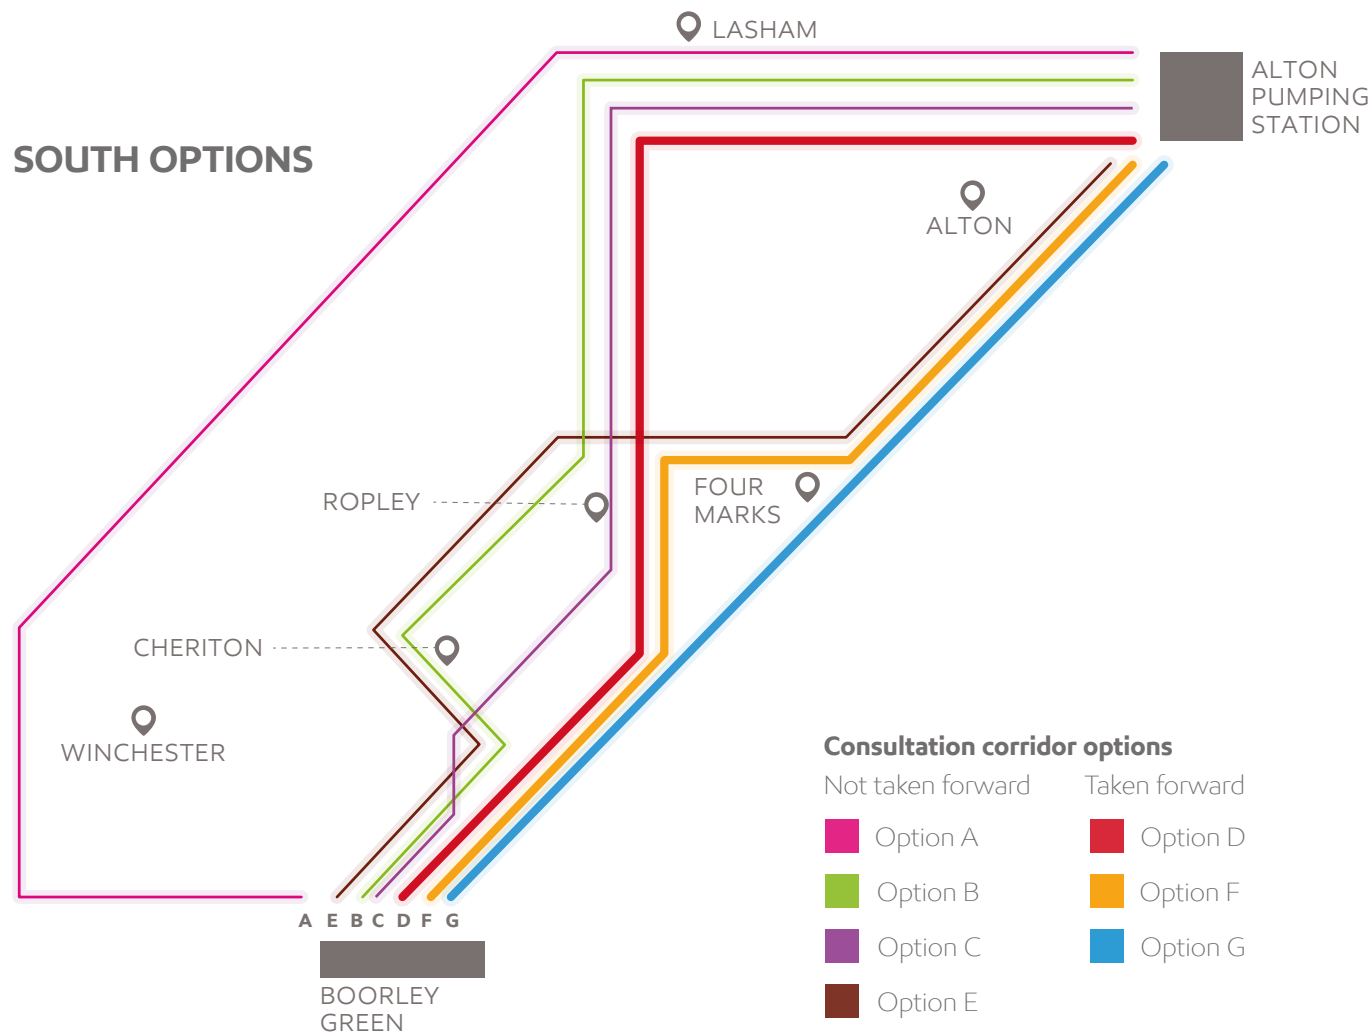 LASHAM
ALTON
PUMPING
STATION
SOUTH OPTIONS
ALTON
ROPLEY
FOUR
MARKS
CHERITON
WINCHESTER
Consultation corridor options
Not taken forward
Taken forward
Option A
Option D
Option B
Option F
Option C
Option G
Option E
A E B C D F G
BOORLEY
GREEN